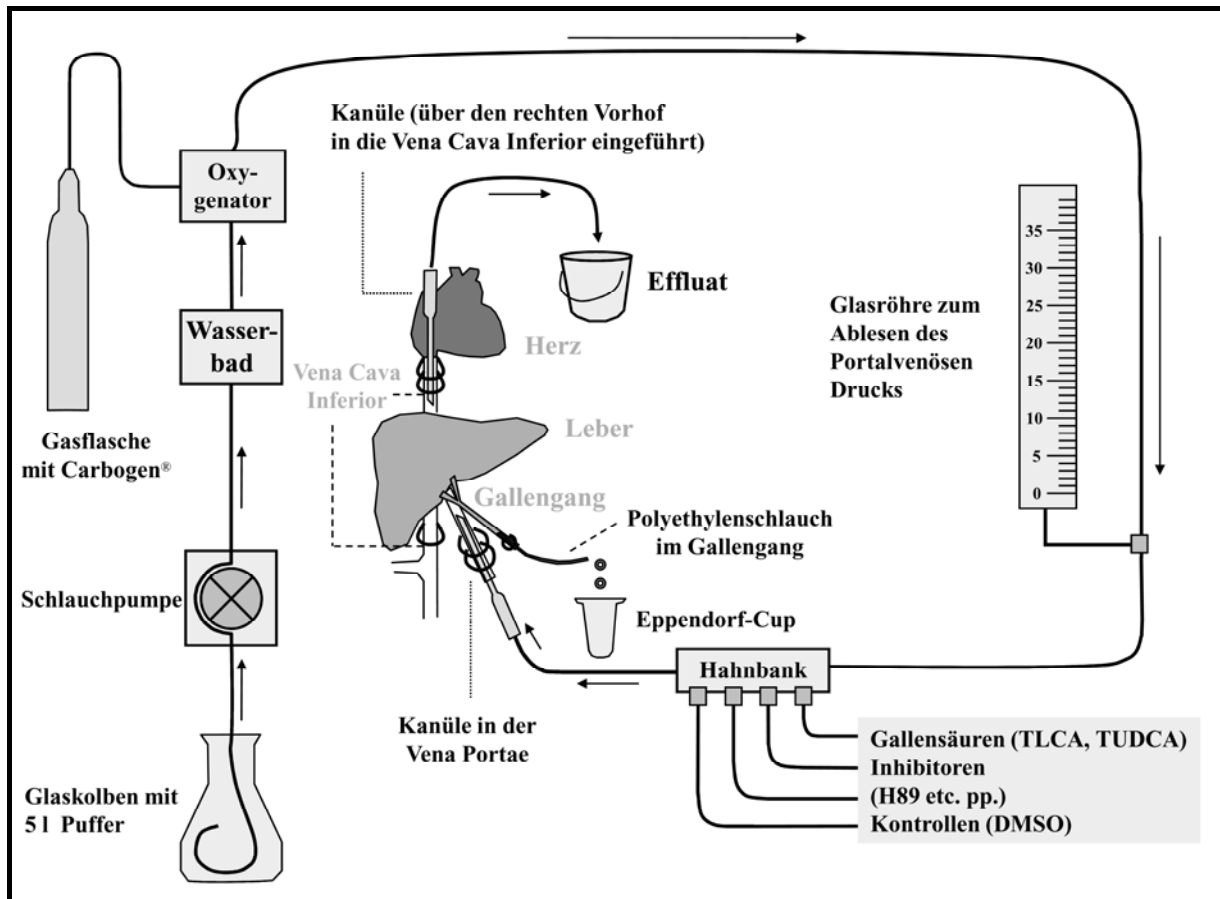 Kanüle (über den rechten Vorhof
in die Vena Cava Inferior eingeführt)
Oxy-
genator
Effluat
Herz
Wasser-
bad
Vena Cava
Inferior
Leber
Gallengang
Glasröhre zum
Ablesen des
Portalvenösen
Drucks
35
30
25
20
15
10
5
0
Gasflasche
mit Carbogen®
Polyethylenschlauch
im Gallengang
Schlauchpumpe
Eppendorf-Cup
Hahnbank
Kanüle in der
Vena Portae
Glaskolben mit
5 l Puffer
Gallensäuren (TLCA, TUDCA)
Inhibitoren
(H89 etc. pp.)
Kontrollen (DMSO)